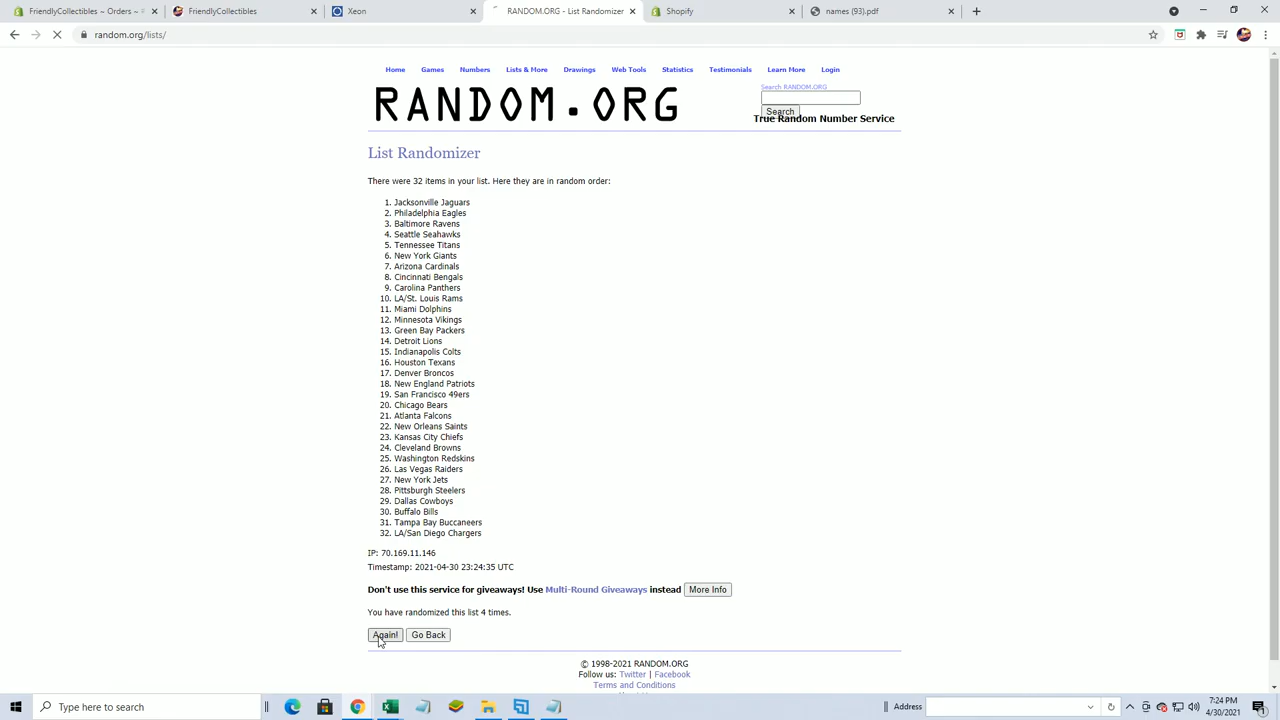 FriendlyCollectibles ~ Orders ~
FriendlyCollectibles
Xeon
RANDOM.ORG - List Randomizer
Shopify
names (93).pdf
random.org/lists/
Home Games Numbers Lists & More Drawings Web Tools Statistics Testimonials Learn More Login
Search RANDOM.ORG
RANDOM.ORG
Search
True Random Number Service
List Randomizer
There were 32 items in your list. Here they are in random order:
1. Jacksonville Jaguars
2. Philadelphia Eagles
3. Baltimore Ravens
4. Seattle Seahawks
5. Tennessee Titans
6. New York Giants
7. Arizona Cardinals
8. Cincinnati Bengals
9. Carolina Panthers
10. LA/St. Louis Rams
11. Miami Dolphins
12. Minnesota Vikings
13. Green Bay Packers
14. Detroit Lions
15. Indianapolis Colts
16. Houston Texans
17. Denver Broncos
18. New England Patriots
19. San Francisco 49ers
20. Chicago Bears
21. Atlanta Falcons
22. New Orleans Saints
23. Kansas City Chiefs
24. Cleveland Browns
25. Washington Redskins
26. Las Vegas Raiders
27. New York Jets
28. Pittsburgh Steelers
29. Dallas Cowboys
30. Buffalo Bills
31. Tampa Bay Buccaneers
32. LA/San Diego Chargers
IP: 70.169.11.146
Timestamp: 2021-04-30 23:24:35 UTC
Don't use this service for giveaways! Use Multi-Round Giveaways instead More Info
You have randomized this list 4 times.
Again! Go Back
© 1998-2021 RANDOM.ORG
Follow us: Twitter | Facebook
Terms and Conditions
Type here to search
Address
7:24 PM
4/30/2021